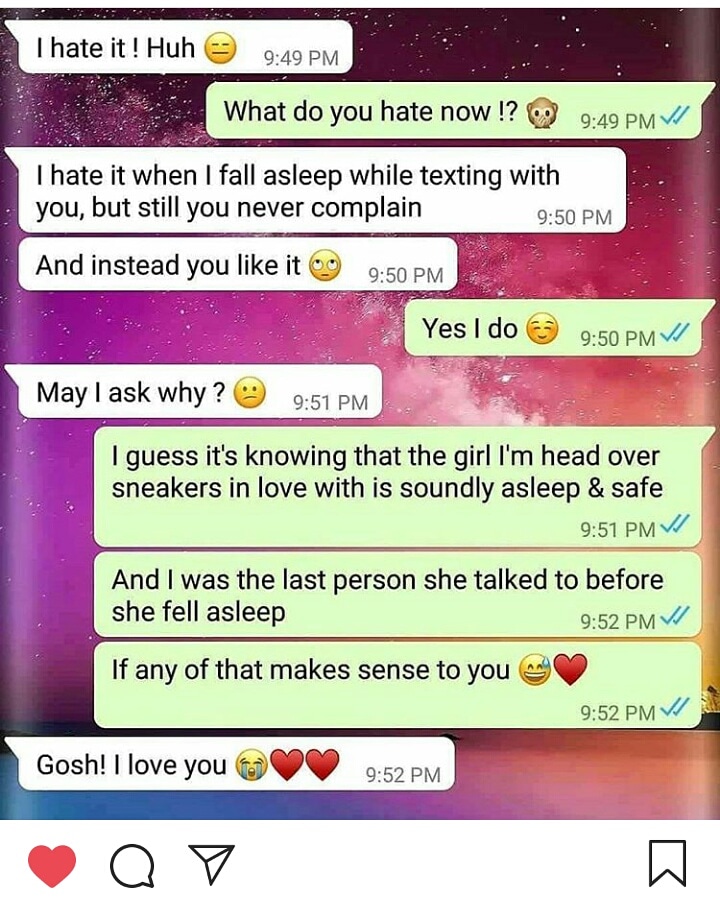 I hate it ! Huh 😑 9:49 PM
What do you hate now !? 🙊 9:49 PM
I hate it when I fall asleep while texting with
you, but still you never complain 9:50 PM
And instead you like it 🙄 9:50 PM
Yes I do ☺️ 9:50 PM
May I ask why ? 😕 9:51 PM
I guess it's knowing that the girl I'm head over
sneakers in love with is soundly asleep & safe
9:51 PM
And I was the last person she talked to before
she fell asleep 9:52 PM
If any of that makes sense to you 😅❤️
9:52 PM
Gosh! I love you 😭❤️❤️ 9:52 PM